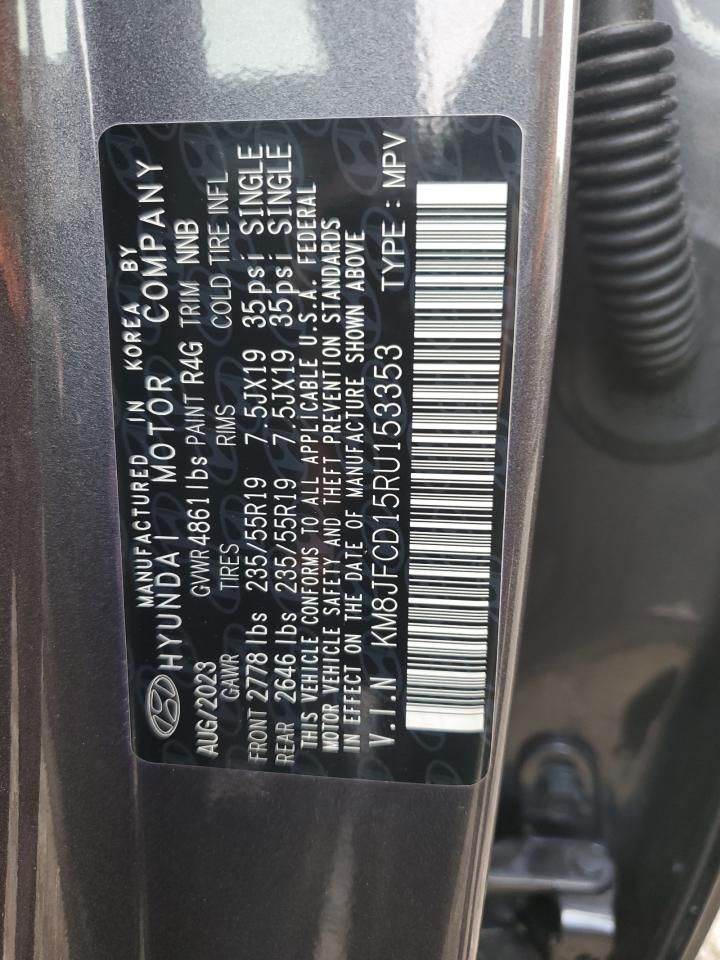 MANUFACTURED IN KOREA BY
HYUNDAI MOTOR COMPANY
AUG/2023 GVWR 4861 lbs PAINT R4G TRIM NNB
GAWR TIRES RIMS COLD TIRE INFL
FRONT 2778 lbs 235/55R19 7.5JX19 35psi SINGLE
REAR 2646 lbs 235/55R19 7.5JX19 35psi SINGLE
THIS VEHICLE CONFORMS TO ALL APPLICABLE U.S.A. FEDERAL
MOTOR VEHICLE SAFETY AND THEFT PREVENTION STANDARDS
IN EFFECT ON THE DATE OF MANUFACTURE SHOWN ABOVE
V.I.N KM8JFCD15RU153353 TYPE : MPV